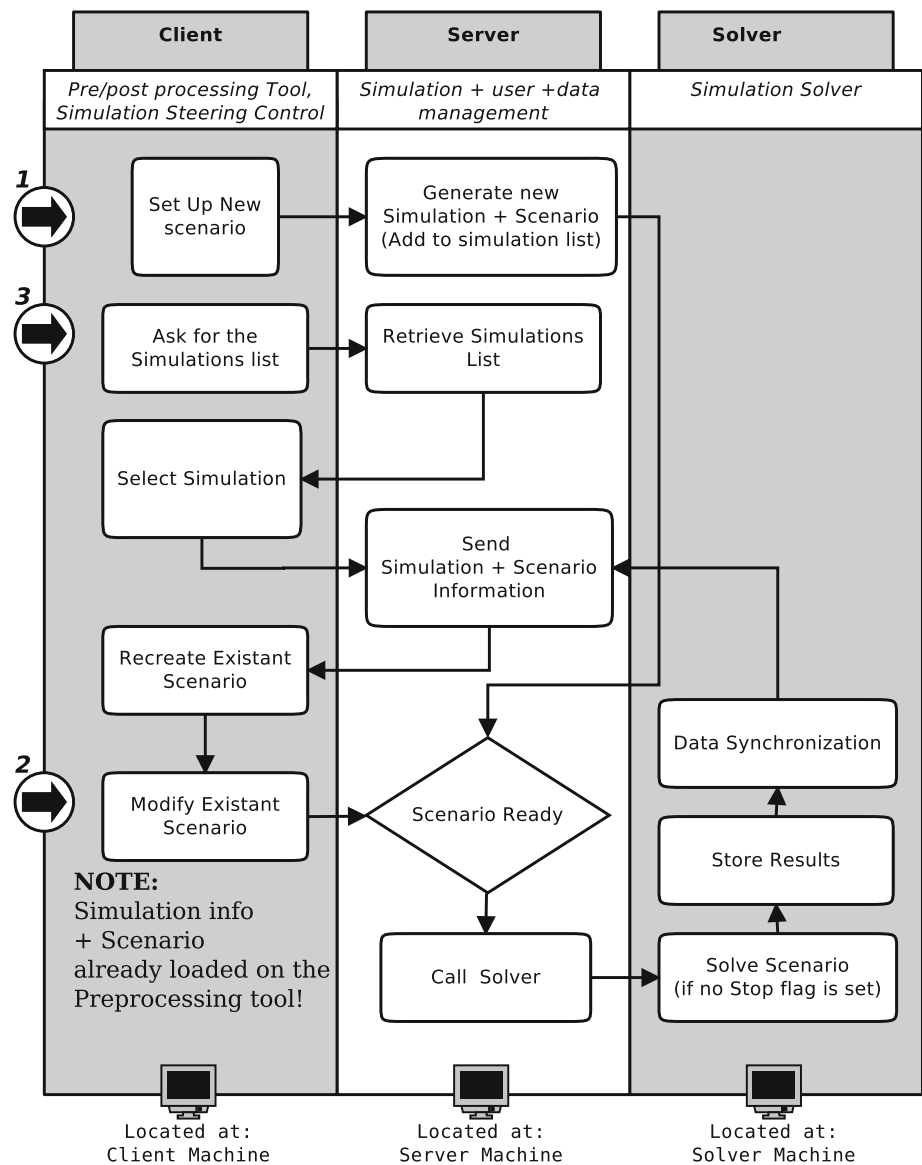 Client
Server
Solver
Pre/post processing Tool,
Simulation Steering Control
Simulation + user +data
management
Simulation Solver
1
Set Up New
scenario
Generate new
Simulation + Scenario
(Add to simulation list)
3
Ask for the
Simulations list
Retrieve Simulations
List
Select Simulation
Send
Simulation + Scenario
Information
Recreate Existant
Scenario
Data Synchronization
2
Modify Existant
Scenario
Scenario Ready
Store Results
NOTE:
Simulation info
+ Scenario
already loaded on the
Preprocessing tool!
Call Solver
Solve Scenario
(if no Stop flag is set)
Located at:
Client Machine
Located at:
Server Machine
Located at:
Solver Machine